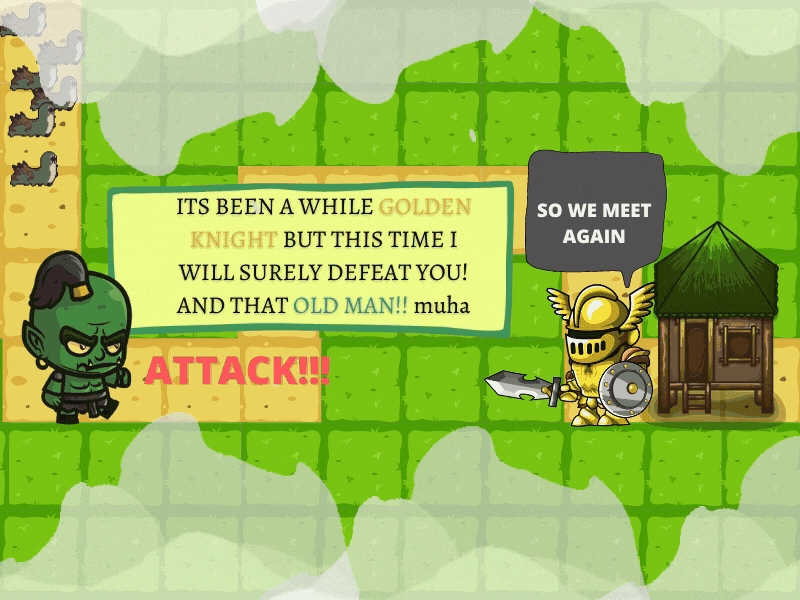 ITS BEEN A WHILE GOLDEN
KNIGHT BUT THIS TIME I
WILL SURELY DEFEAT YOU!
AND THAT OLD MAN!! muha
SO WE MEET
AGAIN
ATTACK!!!